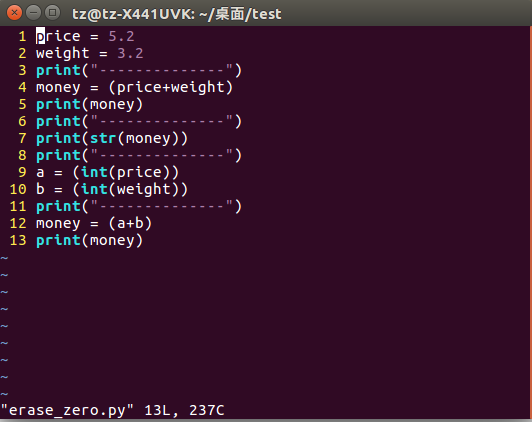 tz@tz-X441UVK: ~/桌面/test
1 price = 5.2
2 weight = 3.2
3 print("--------------")
4 money = (price+weight)
5 print(money)
6 print("--------------")
7 print(str(money))
8 print("--------------")
9 a = (int(price))
10 b = (int(weight))
11 print("--------------")
12 money = (a+b)
13 print(money)
~
~
~
~
~
~
~
~
~
"erase_zero.py" 13L, 237C